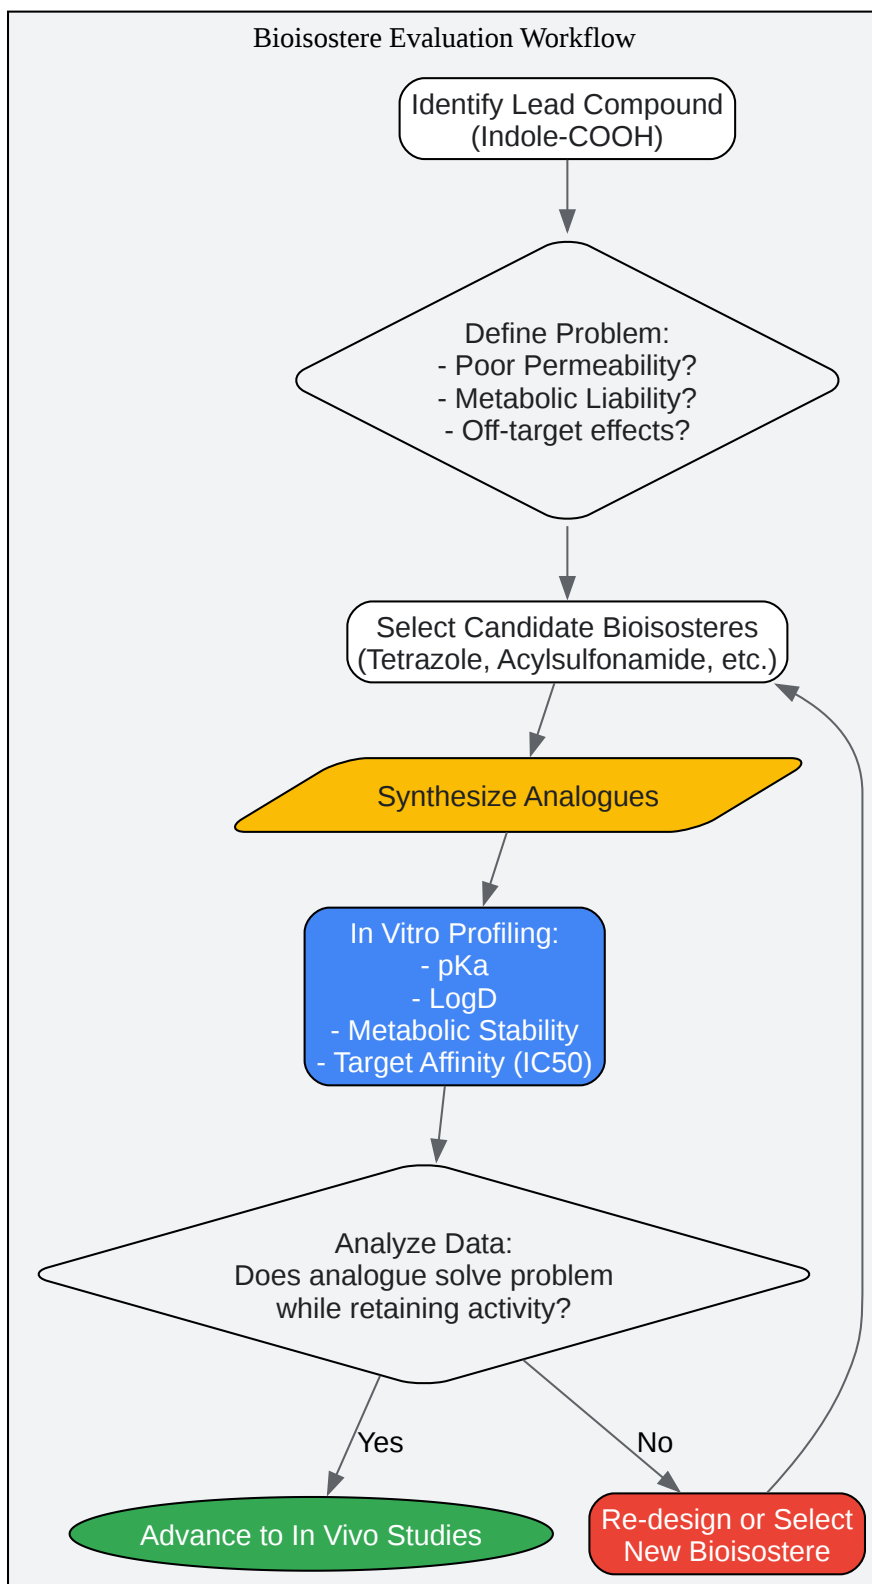 Bioisostere Evaluation Workflow
Identify Lead Compound
(Indole-COOH)
Define Problem:
- Poor Permeability?
- Metabolic Liability?
- Off-target effects?
Select Candidate Bioisosteres
(Tetrazole, Acylsulfonamide, etc.)
Synthesize Analogues
In Vitro Profiling:
- pKa
- LogD
- Metabolic Stability
- Target Affinity (IC50)
Analyze Data:
Does analogue solve problem
while retaining activity?
Yes
No
Advance to In Vivo Studies
Re-design or Select
New Bioisostere